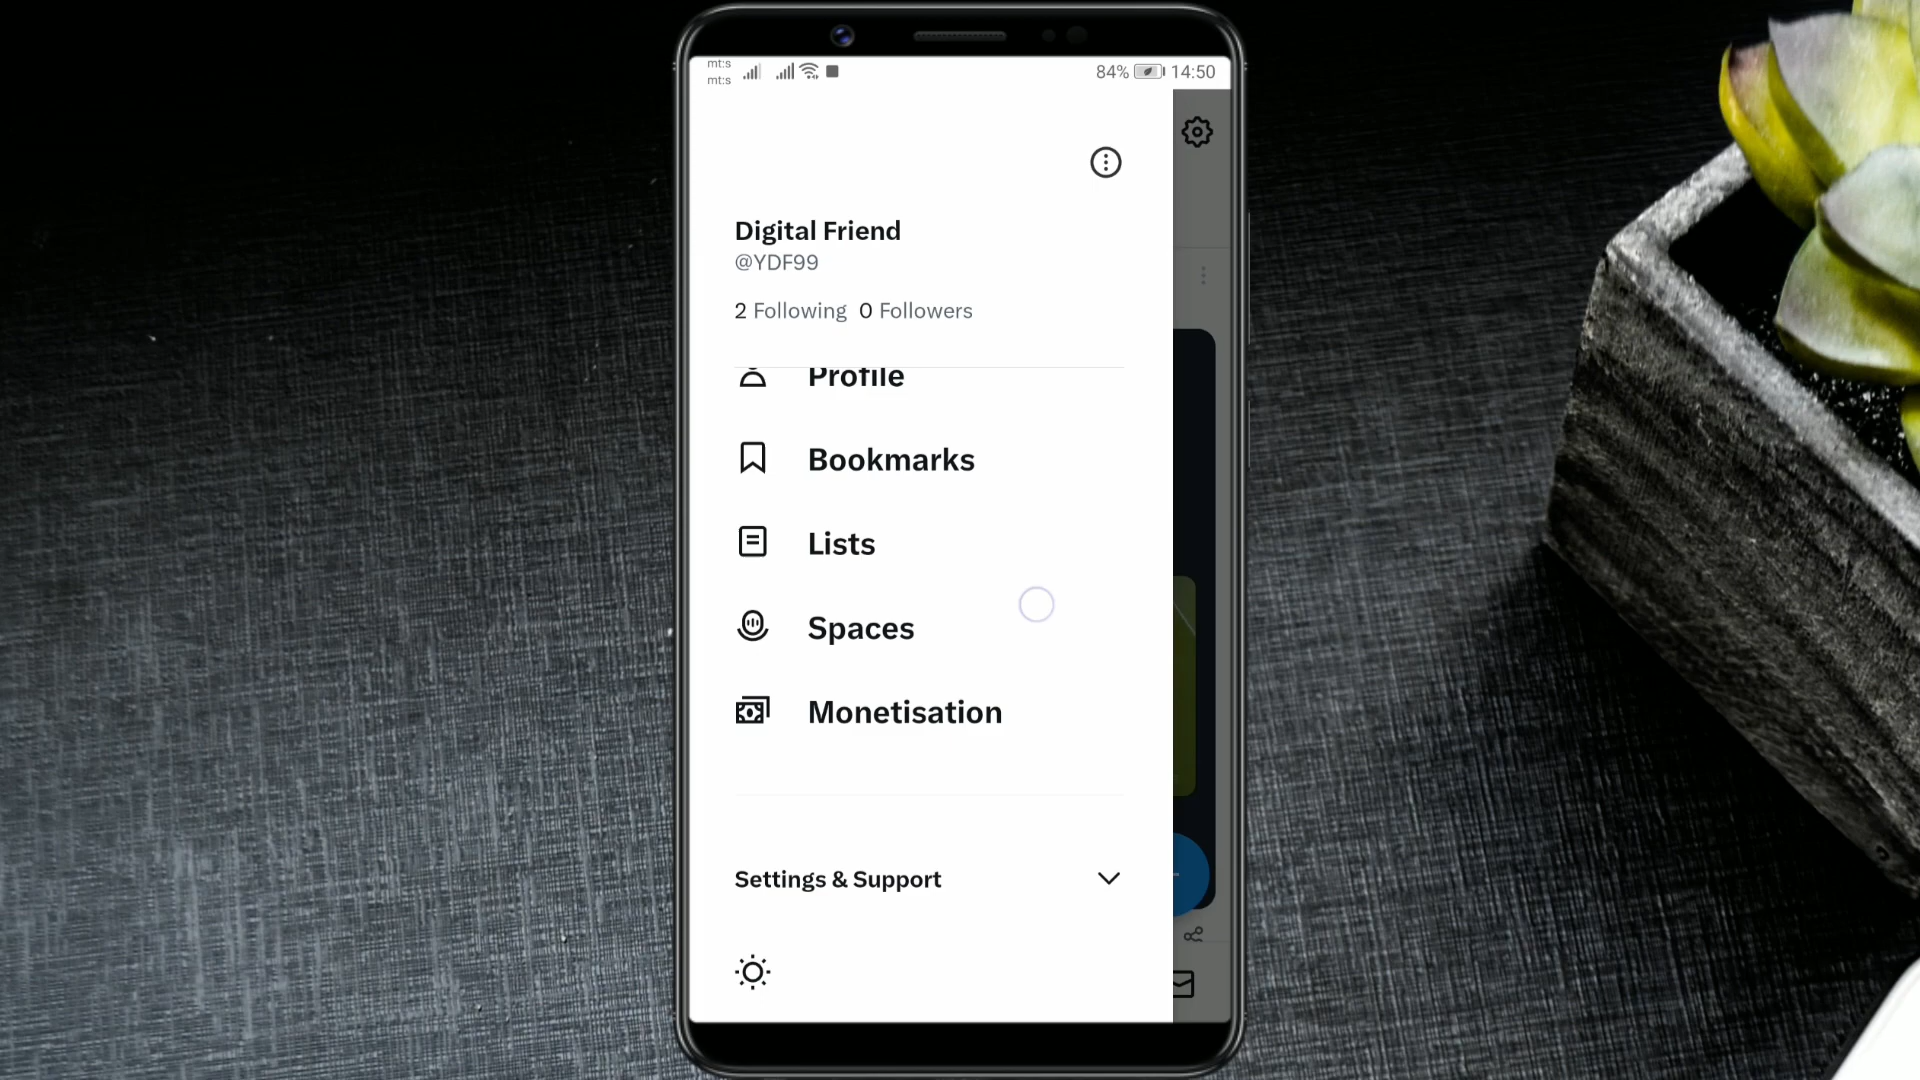 mt:s
mt:s
84% 14:50
Digital Friend
@YDF99
2 Following 0 Followers
Profile
Bookmarks
Lists
Spaces
Monetisation
Settings & Support